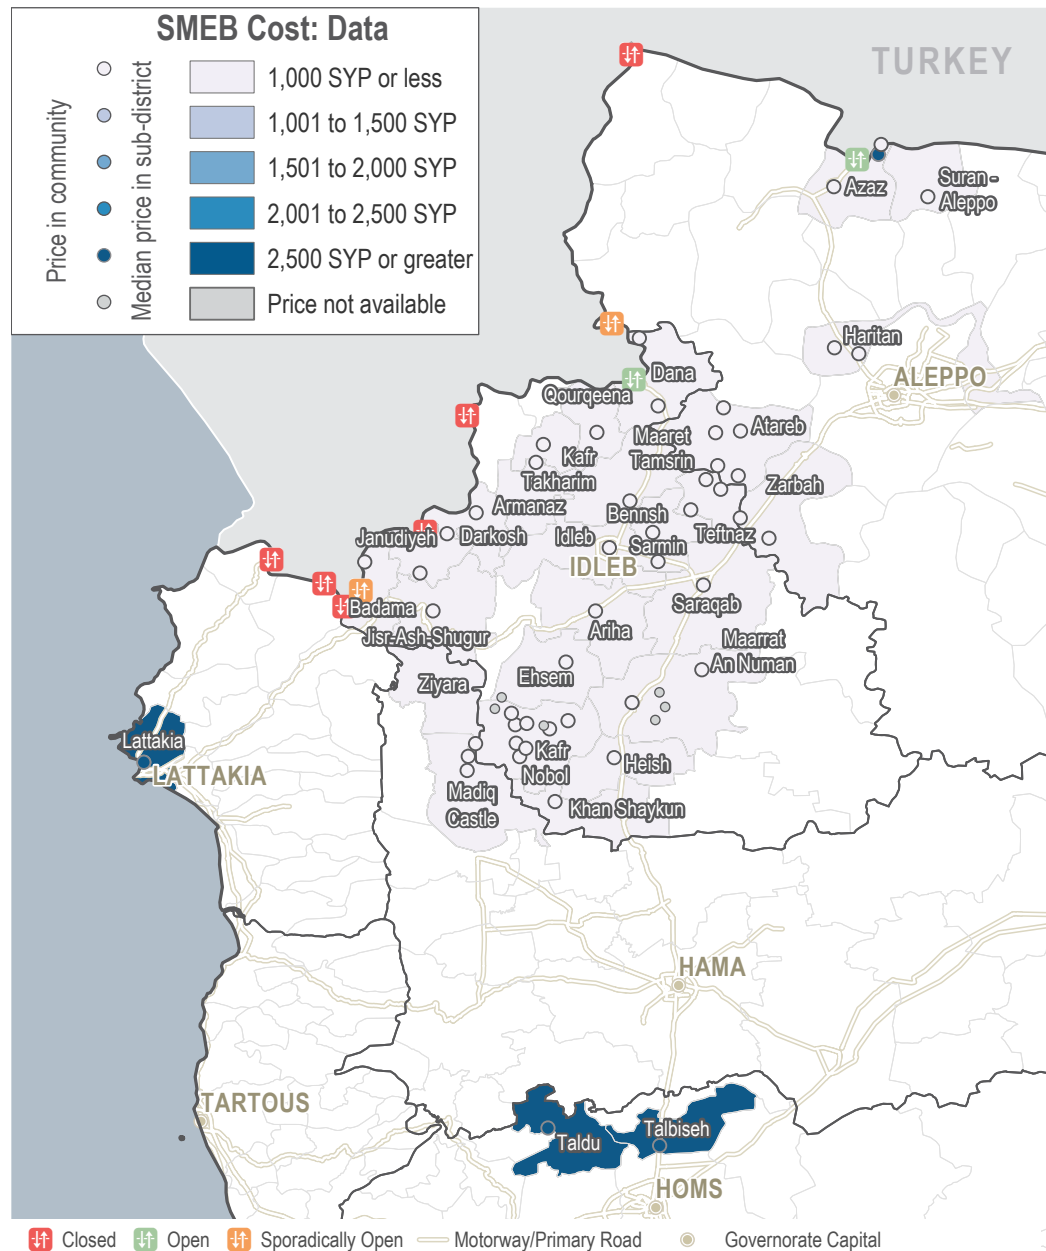 SMEB Cost: Data
Price in community
Median price in sub-district
1,000 SYP or less
1,001 to 1,500 SYP
1,501 to 2,000 SYP
2,001 to 2,500 SYP
2,500 SYP or greater
Price not available
TURKEY
Azaz
Suran -
Aleppo
Haritan
ALEPPO
Dana
Qourqeena
Atareb
Maaret
Tamsrin
Kafr
Takharim
Zarbah
Armanaz
Bennsh
Janudiyeh
Darkosh
Idleb
Sarmin
Teftnaz
IDLEB
Badama
Saraqab
Jisr-Ash-Shugur
Ariha
Maarrat
An Numan
Ziyara
Ehsem
Lattakia
LATTAKIA
Kafr
Nobol
Heish
Madiq
Castle
Khan Shaykun
HAMA
TARTOUS
Taldu
Talbiseh
HOMS
Closed
Open
Sporadically Open
Motorway/Primary Road
Governorate Capital